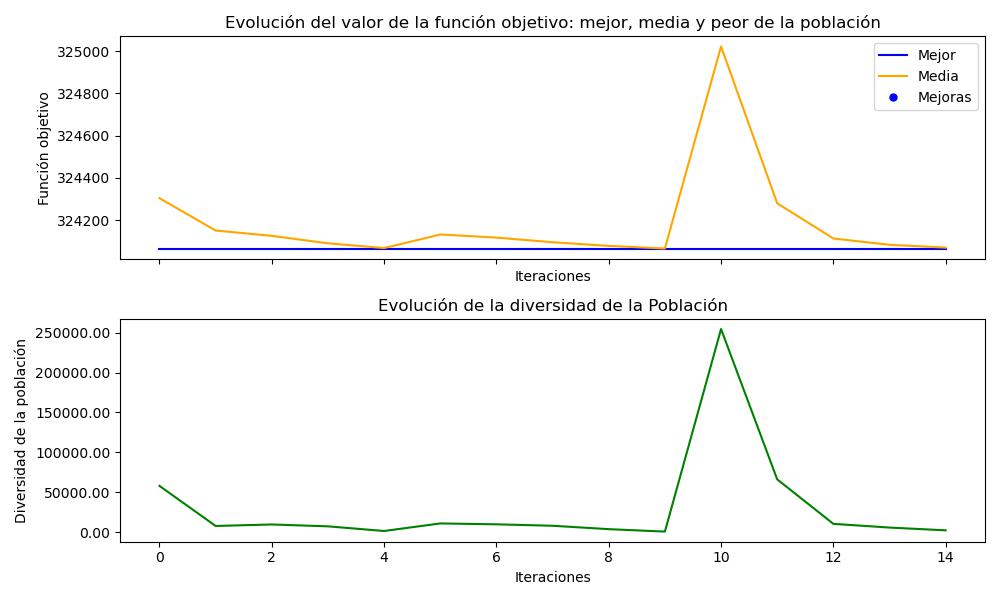 Evolución del valor de la función objetivo: mejor, media y peor de la población
325000
324800
324600
324400
324200
Función objetivo
Mejor
Media
Mejoras
Iteraciones
Evolución de la diversidad de la Población
250000.00
200000.00
150000.00
100000.00
50000.00
0.00
Diversidad de la población
0 2 4 6 8 10 12 14
Iteraciones